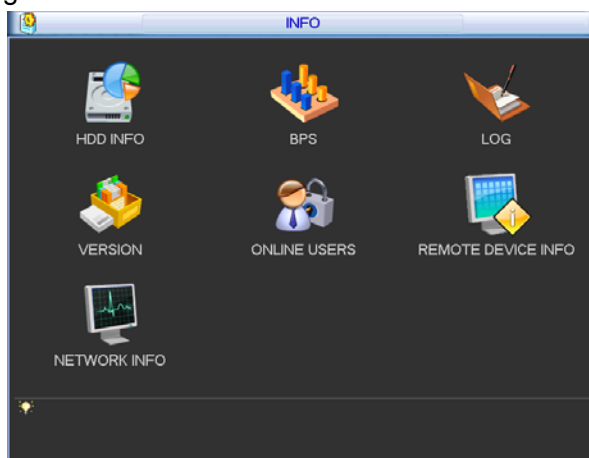 INFO
HDD INFO
BPS
LOG
VERSION
ONLINE USERS
REMOTE DEVICE INFO
NETWORK INFO